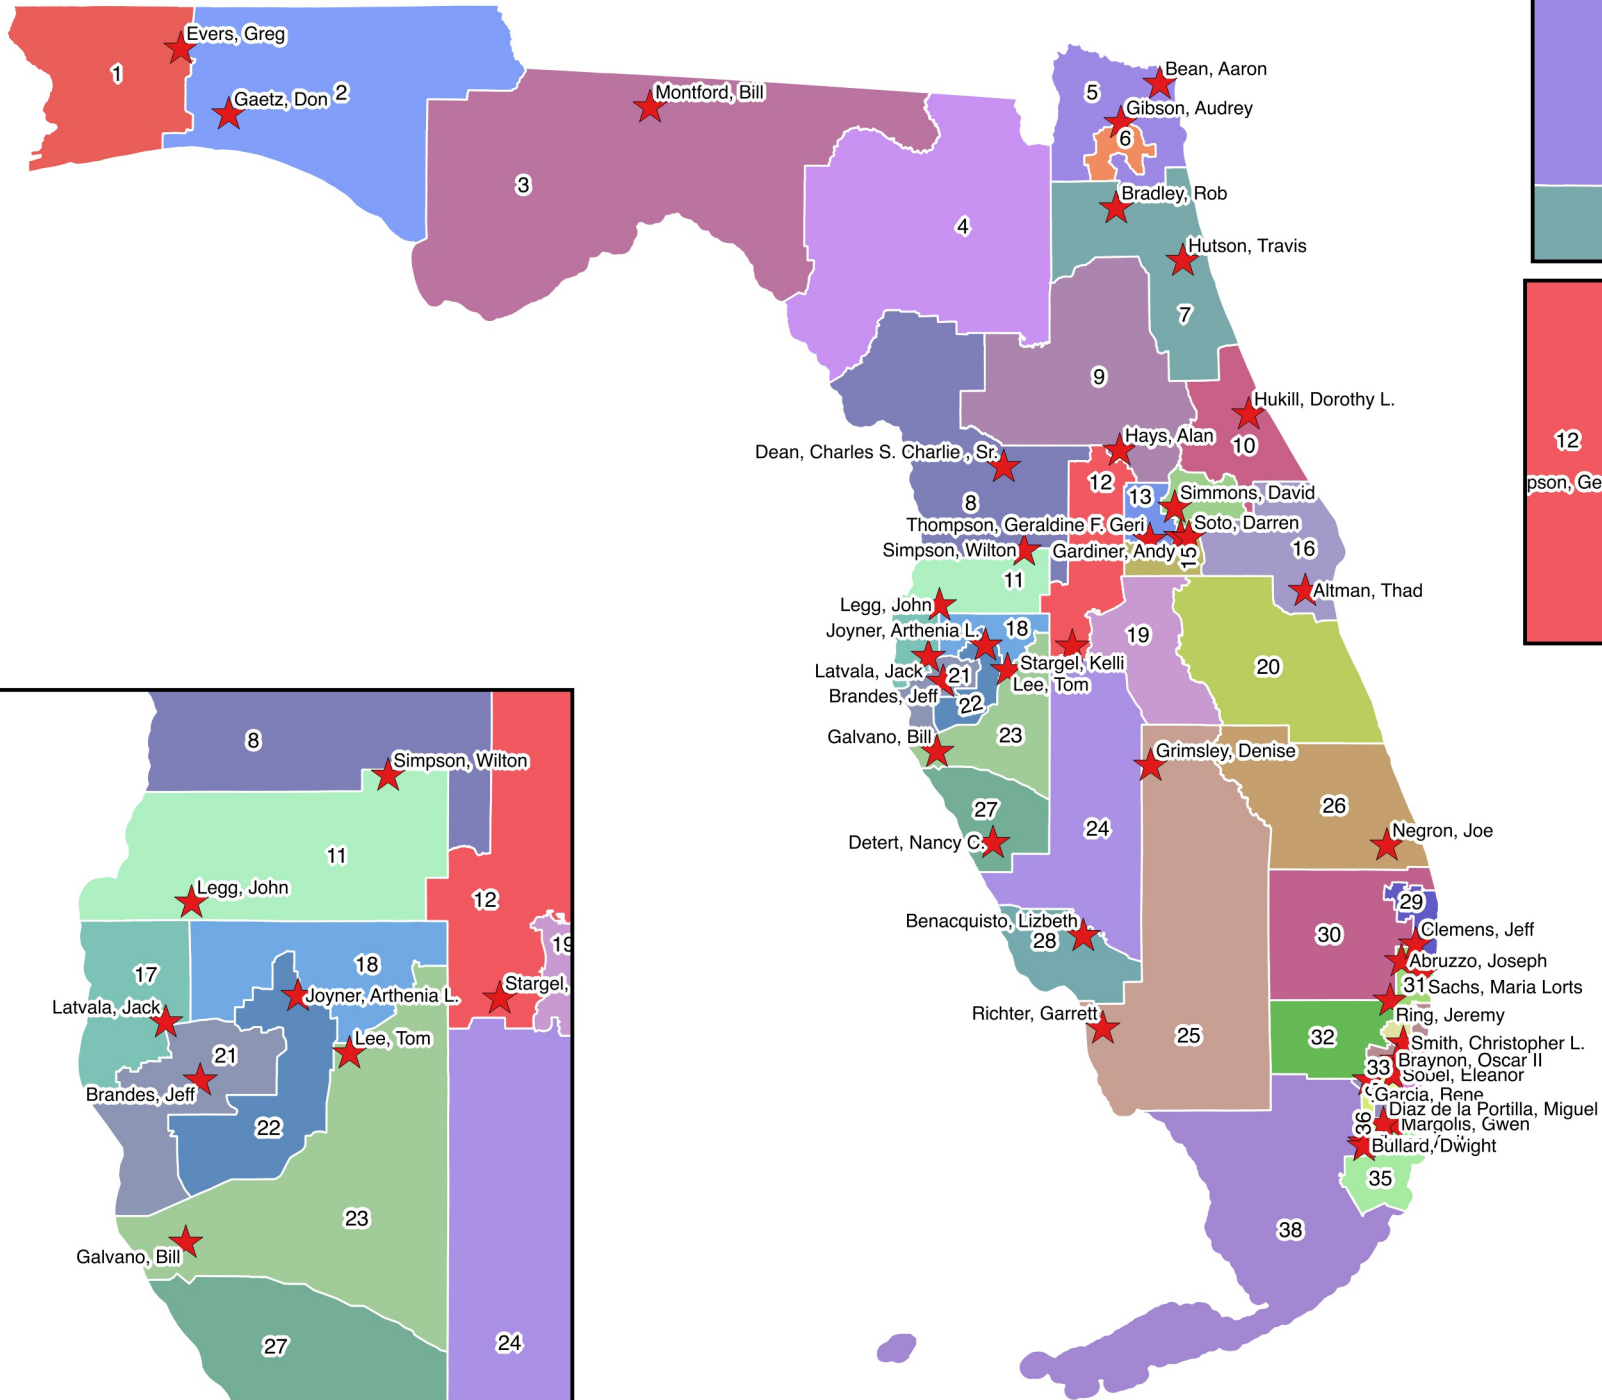 Evers, Greg
1
Gaetz, Don
2
Montford, Bill
3
4
Bean, Aaron
5
Gibson, Audrey
6
Bradley, Rob
Hutson, Travis
7
9
Hukill, Dorothy L.
10
Hays, Alan
Dean, Charles S. Charlie , Sr.
12
13
8
Simmons, David
Thompson, Geraldine F. Geri
Soto, Darren
Simpson, Wilton
Gardiner, Andy
15
16
11
Altman, Thad
Legg, John
Joyner, Arthenia L.
18
19
Stargel, Kelli
20
Latvala, Jack
21
Lee, Tom
Brandes, Jeff
22
Galvano, Bill
23
Grimsley, Denise
27
24
26
Detert, Nancy C.
Negron, Joe
29
Benacquisto, Lizbeth
28
30
Clemens, Jeff
Abruzzo, Joseph
31
Sachs, Maria Lorts
Richter, Garrett
25
Ring, Jeremy
32
Smith, Christopher L.
33
Braynon, Oscar II
Sobel, Eleanor
Garcia, Rene
Diaz de la Portilla, Miguel
36
Margolis, Gwen
Bullard, Dwight
35
38
8
Simpson, Wilton
11
Legg, John
12
19
17
18
Stargel,
Latvala, Jack
Joyner, Arthenia L.
Lee, Tom
21
Brandes, Jeff
22
23
Galvano, Bill
27
24
12
pson, Ge